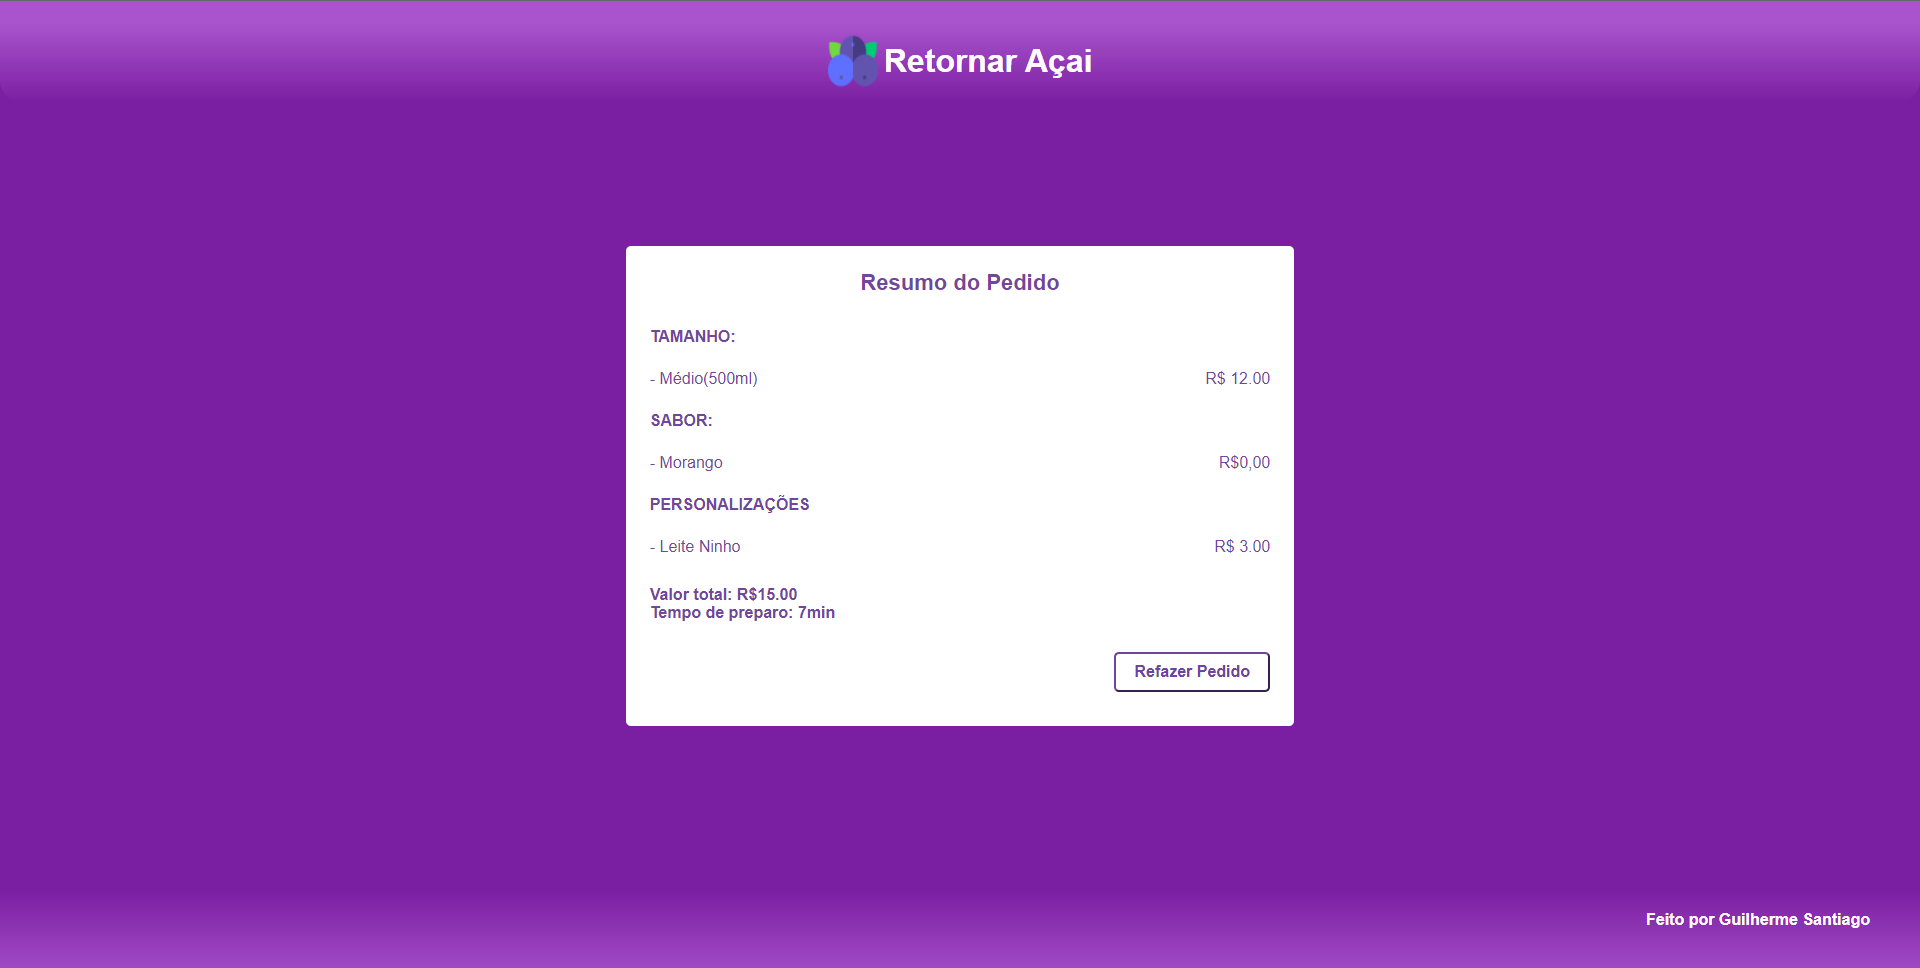 Retornar Açai
Resumo do Pedido
TAMANHO:
- Médio(500ml) R$ 12.00
SABOR:
- Morango R$0,00
PERSONALIZAÇÕES
- Leite Ninho R$ 3.00
Valor total: R$15.00
Tempo de preparo: 7min
Refazer Pedido
Feito por Guilherme Santiago